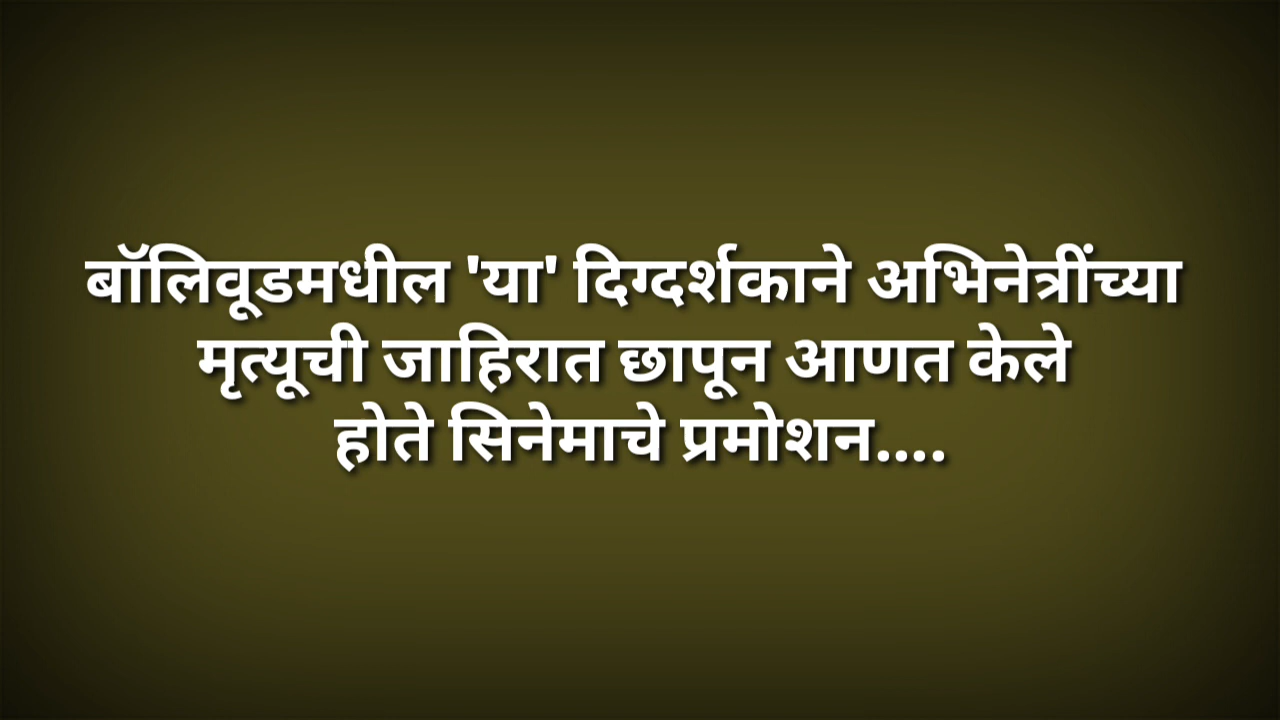 बॉलिवूडमधील 'या' दिग्दर्शकाने अभिनेत्रींच्या
मृत्यूची जाहिरात छापून आणत केले
होते सिनेमाचे प्रमोशन....